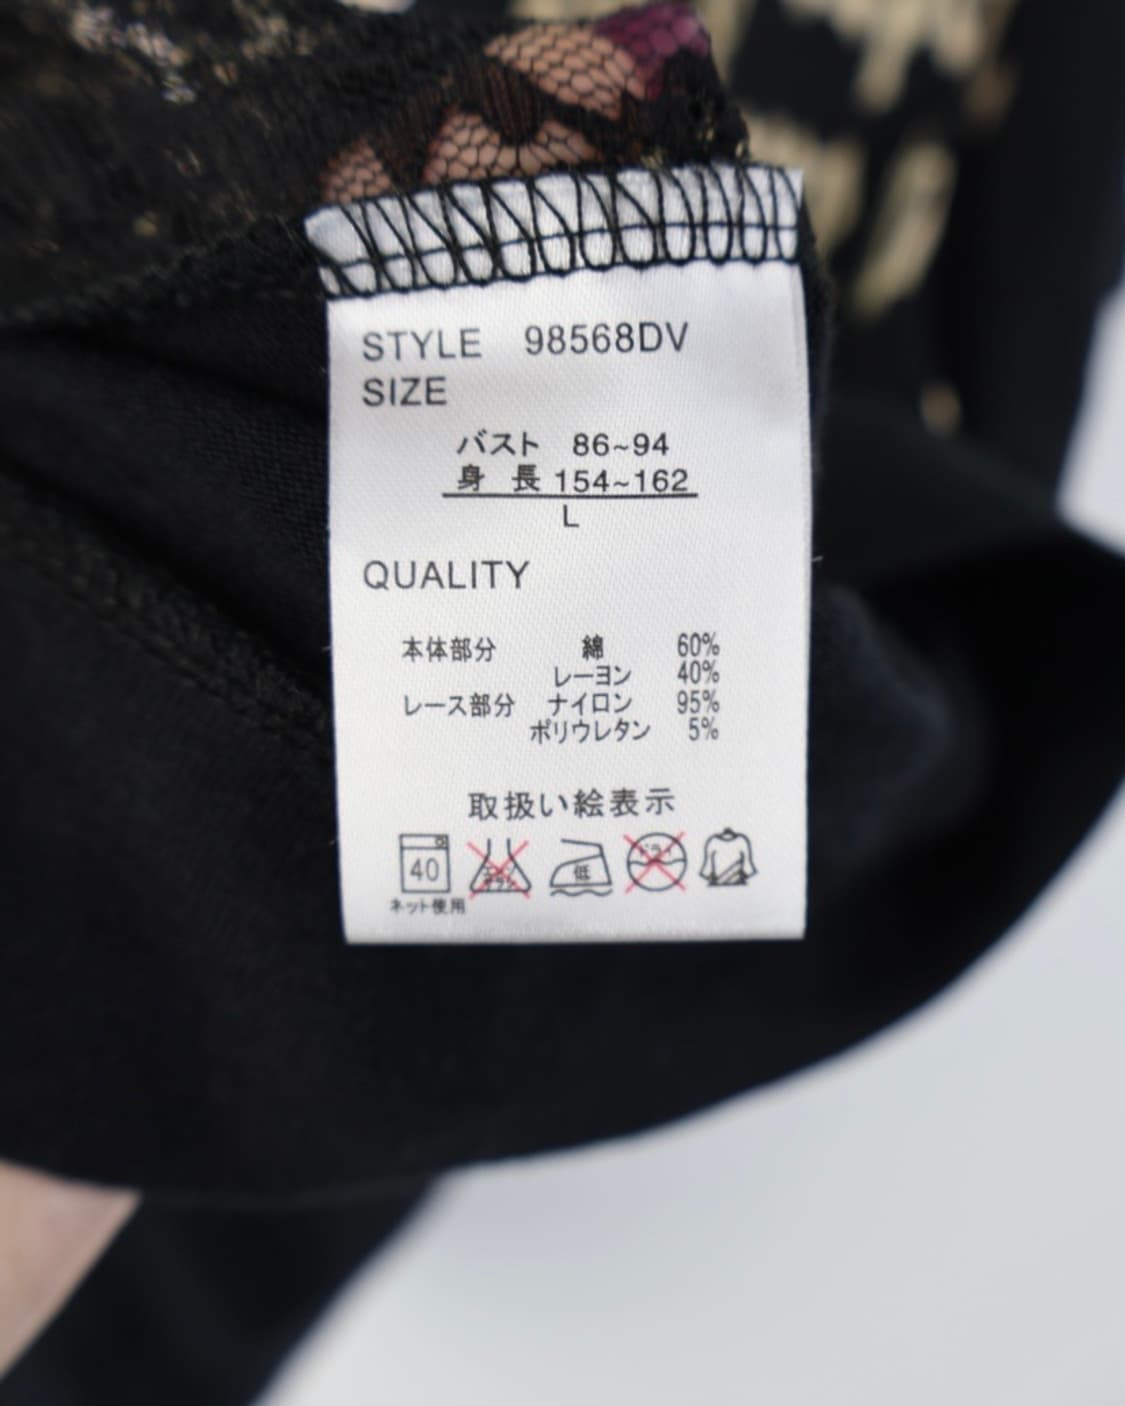 STYLE 98568DV
SIZE
バスト 86~94
身 長 154~162
L
QUALITY
本体部分 綿 60%
レーヨン 40%
レース部分 ナイロン 95%
ポリウレタン 5%
取扱い絵表示
40 低
ネット使用